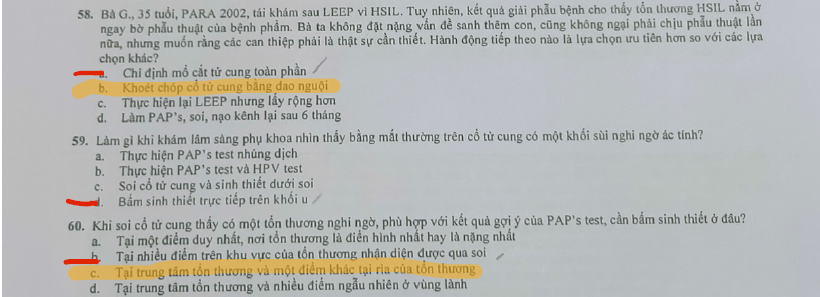 58. Bà G., 35 tuổi, PARA 2002, tái khám sau LEEP vì HSIL. Tuy nhiên, kết quả giải phẫu bệnh cho thấy tổn thương HSIL nằm ở
ngay bờ phẫu thuật của bệnh phẩm. Bà ta không đặt nặng vấn đề sanh thêm con, cũng không ngại phải chịu phẫu thuật lần
nữa, nhưng muốn rằng các can thiệp phải là thật sự cần thiết. Hành động tiếp theo nào là lựa chọn ưu tiên hơn so với các lựa
chọn khác?
a. Chỉ định mổ cắt tử cung toàn phần
b. Khoét chóp cổ tử cung bằng dao nguội
c. Thực hiện lại LEEP nhưng lấy rộng hơn
d. Làm PAP's, soi, nạo kênh lại sau 6 tháng
59. Làm gì khi khám lâm sàng phụ khoa nhìn thấy bằng mắt thường trên cổ tử cung có một khối sùi nghi ngờ ác tính?
a. Thực hiện PAP's test nhúng dịch
b. Thực hiện PAP's test và HPV test
c. Soi cổ tử cung và sinh thiết dưới soi
d. Bấm sinh thiết trực tiếp trên khối u
60. Khi soi cổ tử cung thấy có một tổn thương nghi ngờ, phù hợp với kết quả gợi ý của PAP's test, cần bấm sinh thiết ở đâu?
a. Tại một điểm duy nhất, nơi tổn thương là điển hình nhất hay là nặng nhất
b. Tại nhiều điểm trên khu vực của tổn thương nhận diện được qua soi
c. Tại trung tâm tổn thương và một điểm khác tại rìa của tổn thương
d. Tại trung tâm tổn thương và nhiều điểm ngẫu nhiên ở vùng lành